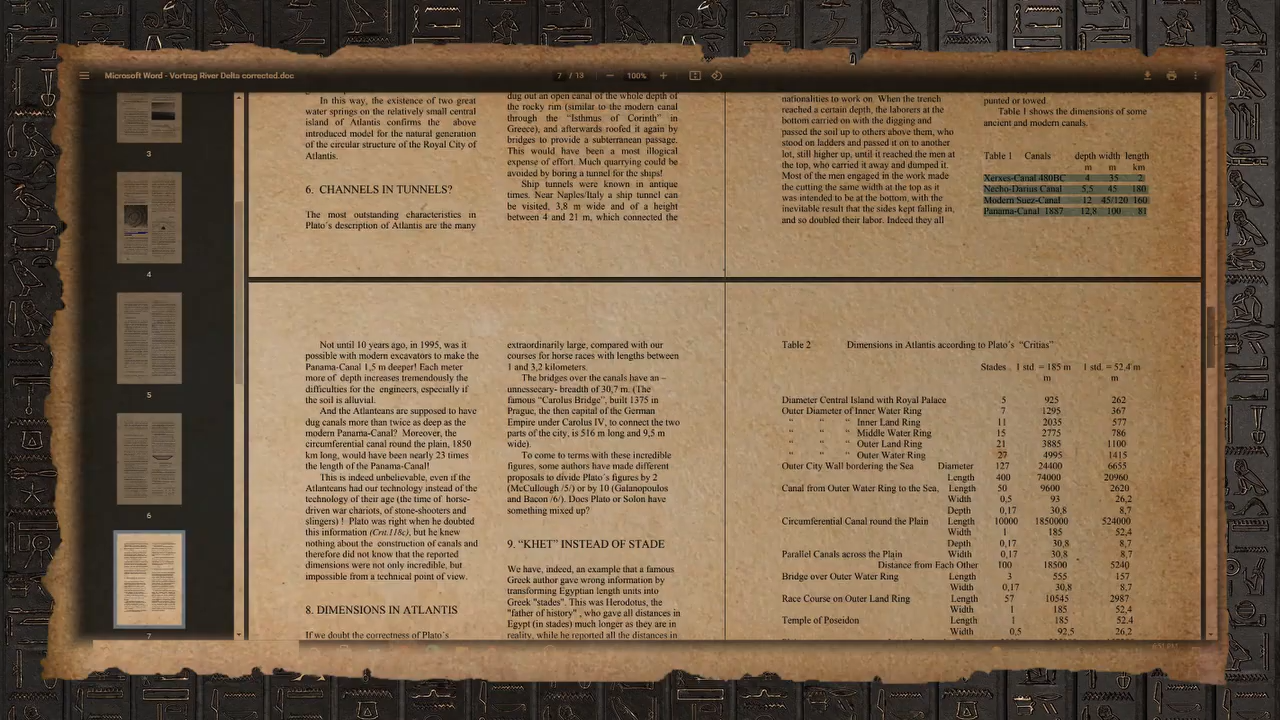 Microsoft Word - Vortrag River Delta corrected.doc
7 / 13
100%
3
4
5
6
7
In this way, the existence of two great
water springs on the relatively small central
island of Atlantis confirms the above
introduced model for the natural generation
of the circular structure of the Royal City of
Atlantis.
6. CHANNELS IN TUNNELS?
The most outstanding characteristics in
Plato´s description of Atlantis are the many
dug out an open canal of the whole depth of
the rocky rim (similar to the modern canal
through the “Isthmus of Corinth” in
Greece), and afterwards roofed it again by
bridges to provide a subterranean passage.
This would have been a most illogical
expense of effort. Much quarrying could be
avoided by boring a tunnel for the ships!
Ship tunnels were known in antique
times. Near Naples/Italy a ship tunnel can
be visited, 3,8 m wide and of a height
between 4 and 21 m, which connected the
nationalities to work on. When the trench
reached a certain depth, the laborers at the
bottom carried on with the digging and
passed the soil up to others above them, who
stood on ladders and passed it on to another
lot, still higher up, until it reached the men at
the top, who carried it away and dumped it.
Most of the men engaged in the work made
the cutting the same width at the top as it
was intended to be at the bottom, with the
inevitable result that the sides kept falling in,
and so doubled their labor. Indeed they all
punted or towed.
Table 1 shows the dimensions of some
ancient and modern canals.
Table 1 Canals depth width length
m m km
Xerxes-Canal 480BC 4 35 2
Necho-Darius Canal 5,5 45 180
Modern Suez-Canal 12 45/120 160
Panama-Canal 1887 12,8 100 81
Not until 10 years ago, in 1995, was it
possible with modern excavators to make the
Panama-Canal 1,5 m deeper! Each meter
more of depth increases tremendously the
difficulties for the engineers, especially if
the soil is alluvial.
And the Atlanteans are supposed to have
dug canals more than twice as deep as the
modern Panama-Canal? Moreover, the
circumferential canal round the plain, 1850
km long, would have been nearly 23 times
the length of the Panama-Canal!
This is indeed unbelievable, even if the
Atlanteans had our technology instead of the
technology of their age (the time of horse-
driven war chariots, of stone-shooters and
slingers) ! Plato was right when he doubted
this information (Crit.118c), but he knew
nothing about the construction of canals and
therefore did not know that the reported
dimensions were not only incredible, but
impossible from a technical point of view.
8. DIMENSIONS IN ATLANTIS
If we doubt the correctness of Plato´s
extraordinarily large, compared with our
courses for horse races with lengths between
1 and 3,2 kilometers.
The bridges over the canals have an –
unnessecary- breadth of 30,7 m. (The
famous “Carolus Bridge”, built 1375 in
Prague, the then capital of the German
Empire under Carolus IV, to connect the two
parts of the city, is 516 m long and 9,5 m
wide).
To come to terms with these incredible
figures, some authors have made different
proposals to divide Plato´s figures by 2
(McCullough /5/) or by 10 (Galanopoulos
and Bacon /6/). Does Plato or Solon have
something mixed up?
9. “KHET” INSTEAD OF STADE
We have, indeed, an example that a famous
Greek author gave wrong information by
transforming Egyptian length units into
Greek "stades". This was Herodotus, the
"father of history" , who gave all distances in
Egypt (in stades) much longer as they are in
reality, while he reported all the distances in
Table 2 Dimensions in Atlantis according to Plato´s “Critias”
Stades . 1 std. = 185 m 1 std. = 52.4 m
m m
Diameter Central Island with Royal Palace 5 925 262
Outer Diameter of Inner Water Ring 7 1295 367
“ “ “ Inner Land Ring 11 2035 577
“ “ “ Middle Water Ring 15 2775 786
“ “ “ Outer Land Ring 21 3885 1100
“ “ “ Outer Water Ring 27 4995 1415
Outer City Wall bordering the Sea Diameter 127 24400 6655
Length 400 74000 20960
Canal from Outer Water Ring to the Sea, Length 50 9600 2620
Width 0,5 93 26,2
Depth 0,17 30,8 8,7
Circumferential Canal round the Plain Length 10000 1850000 524000
Width 1 185 52,4
Depth 0,17 30,8 8,7
Parallel Canals across the Plain Width 0,17 30,8 8,7
Distance from Each Other 100 18500 5240
Bridge over Outer Water Ring Length 3 555 157
Width 0,17 30,8 8,7
Race Course on Outer Land Ring Length 57 10545 2987
Width 1 185 52,4
Temple of Poseidon Length 1 185 52.4
Width 0,5 92,5 26,2